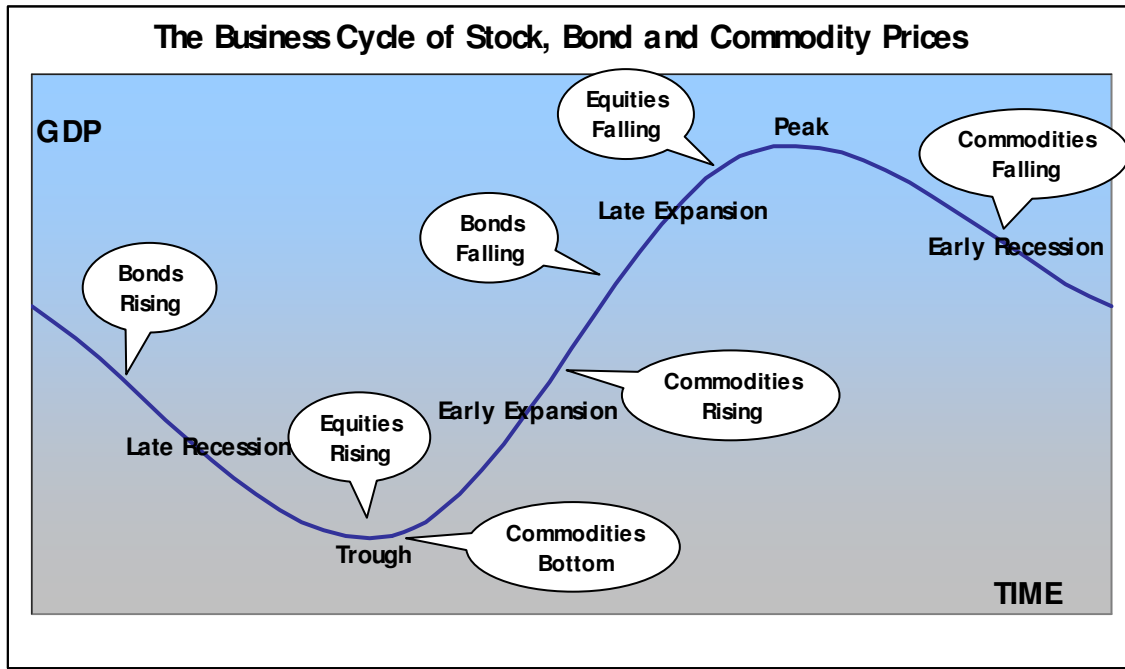 The Business Cycle of Stock, Bond and Commodity Prices
GDP
Equities
Falling
Peak
Commodities
Falling
Late Expansion
Bonds
Falling
Early Recession
Bonds
Rising
Commodities
Rising
Early Expansion
Equities
Rising
Late Recession
Commodities
Bottom
Trough
TIME